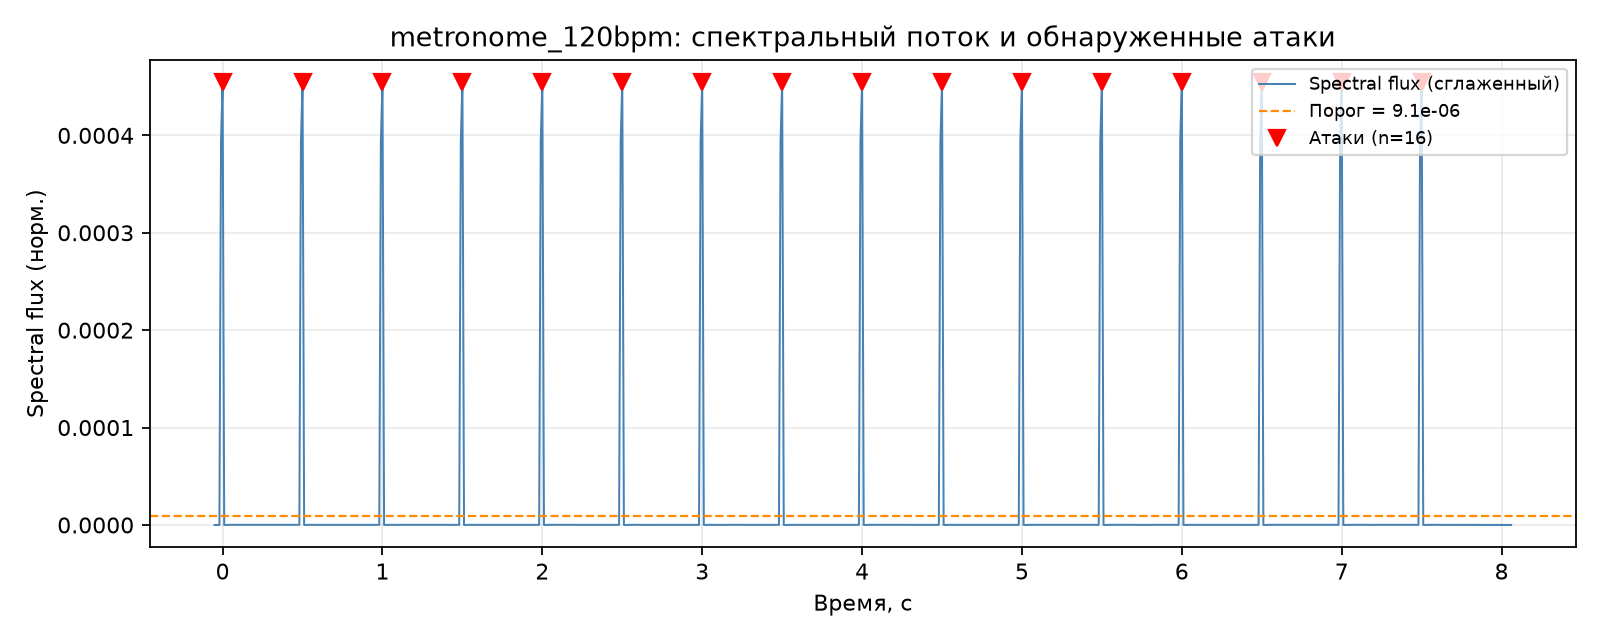 metronome_120bpm: спектральный поток и обнаруженные атаки
Spectral flux (сглаженный)
Порог = 9.1e-06
Атаки (n=16)
Spectral flux (норм.)
0.0004
0.0003
0.0002
0.0001
0.0000
0 1 2 3 4 5 6 7 8
Время, с